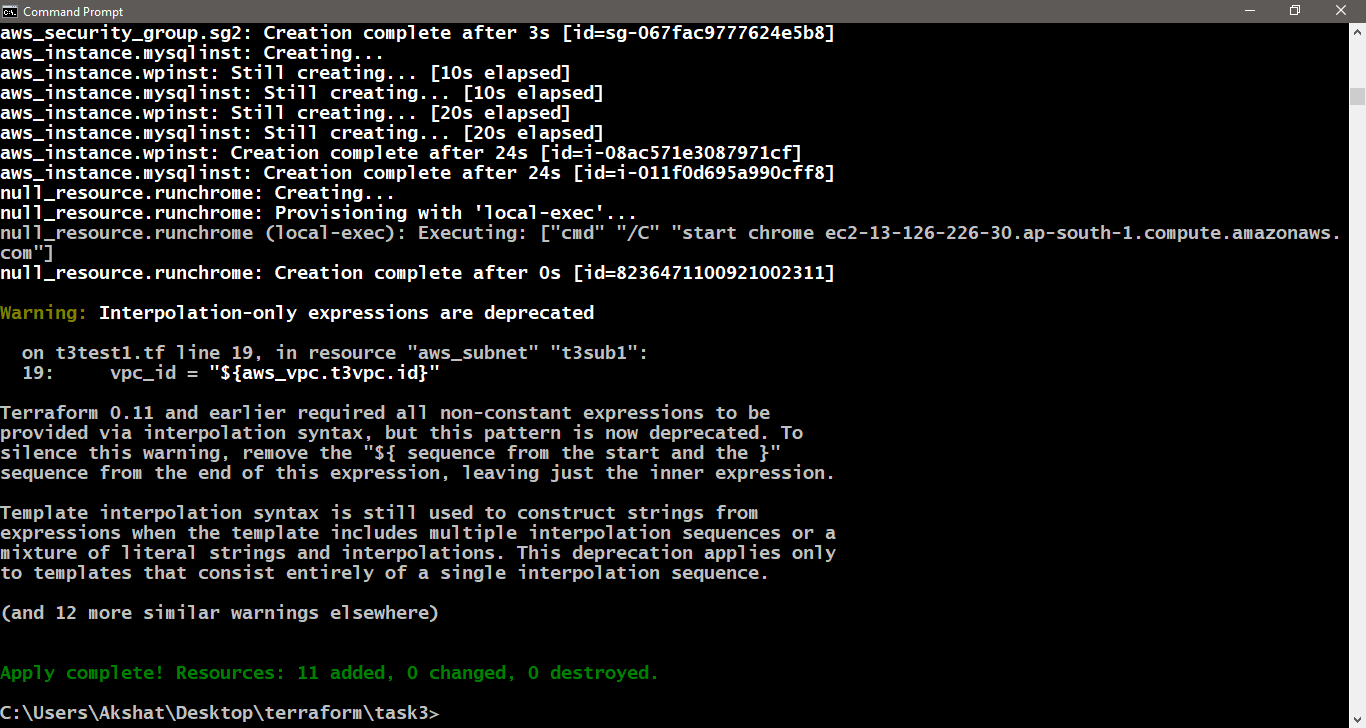 Command Prompt
aws_security_group.sg2: Creation complete after 3s [id=sg-067fac9777624e5b8]
aws_instance.mysqlinst: Creating...
aws_instance.wpinst: Still creating... [10s elapsed]
aws_instance.mysqlinst: Still creating... [10s elapsed]
aws_instance.wpinst: Still creating... [20s elapsed]
aws_instance.mysqlinst: Still creating... [20s elapsed]
aws_instance.wpinst: Creation complete after 24s [id=i-08ac571e3087971cf]
aws_instance.mysqlinst: Creation complete after 24s [id=i-011f0d695a990cff8]
null_resource.runchrome: Creating...
null_resource.runchrome: Provisioning with 'local-exec'...
null_resource.runchrome (local-exec): Executing: ["cmd" "/C" "start chrome ec2-13-126-226-30.ap-south-1.compute.amazonaws.
com"]
null_resource.runchrome: Creation complete after 0s [id=8236471100921002311]
Warning: Interpolation-only expressions are deprecated
on t3test1.tf line 19, in resource "aws_subnet" "t3sub1":
19: vpc_id = "${aws_vpc.t3vpc.id}"
Terraform 0.11 and earlier required all non-constant expressions to be
provided via interpolation syntax, but this pattern is now deprecated. To
silence this warning, remove the "${ sequence from the start and the }"
sequence from the end of this expression, leaving just the inner expression.
Template interpolation syntax is still used to construct strings from
expressions when the template includes multiple interpolation sequences or a
mixture of literal strings and interpolations. This deprecation applies only
to templates that consist entirely of a single interpolation sequence.
(and 12 more similar warnings elsewhere)
Apply complete! Resources: 11 added, 0 changed, 0 destroyed.
C:\Users\Akshat\Desktop\terraform\task3>